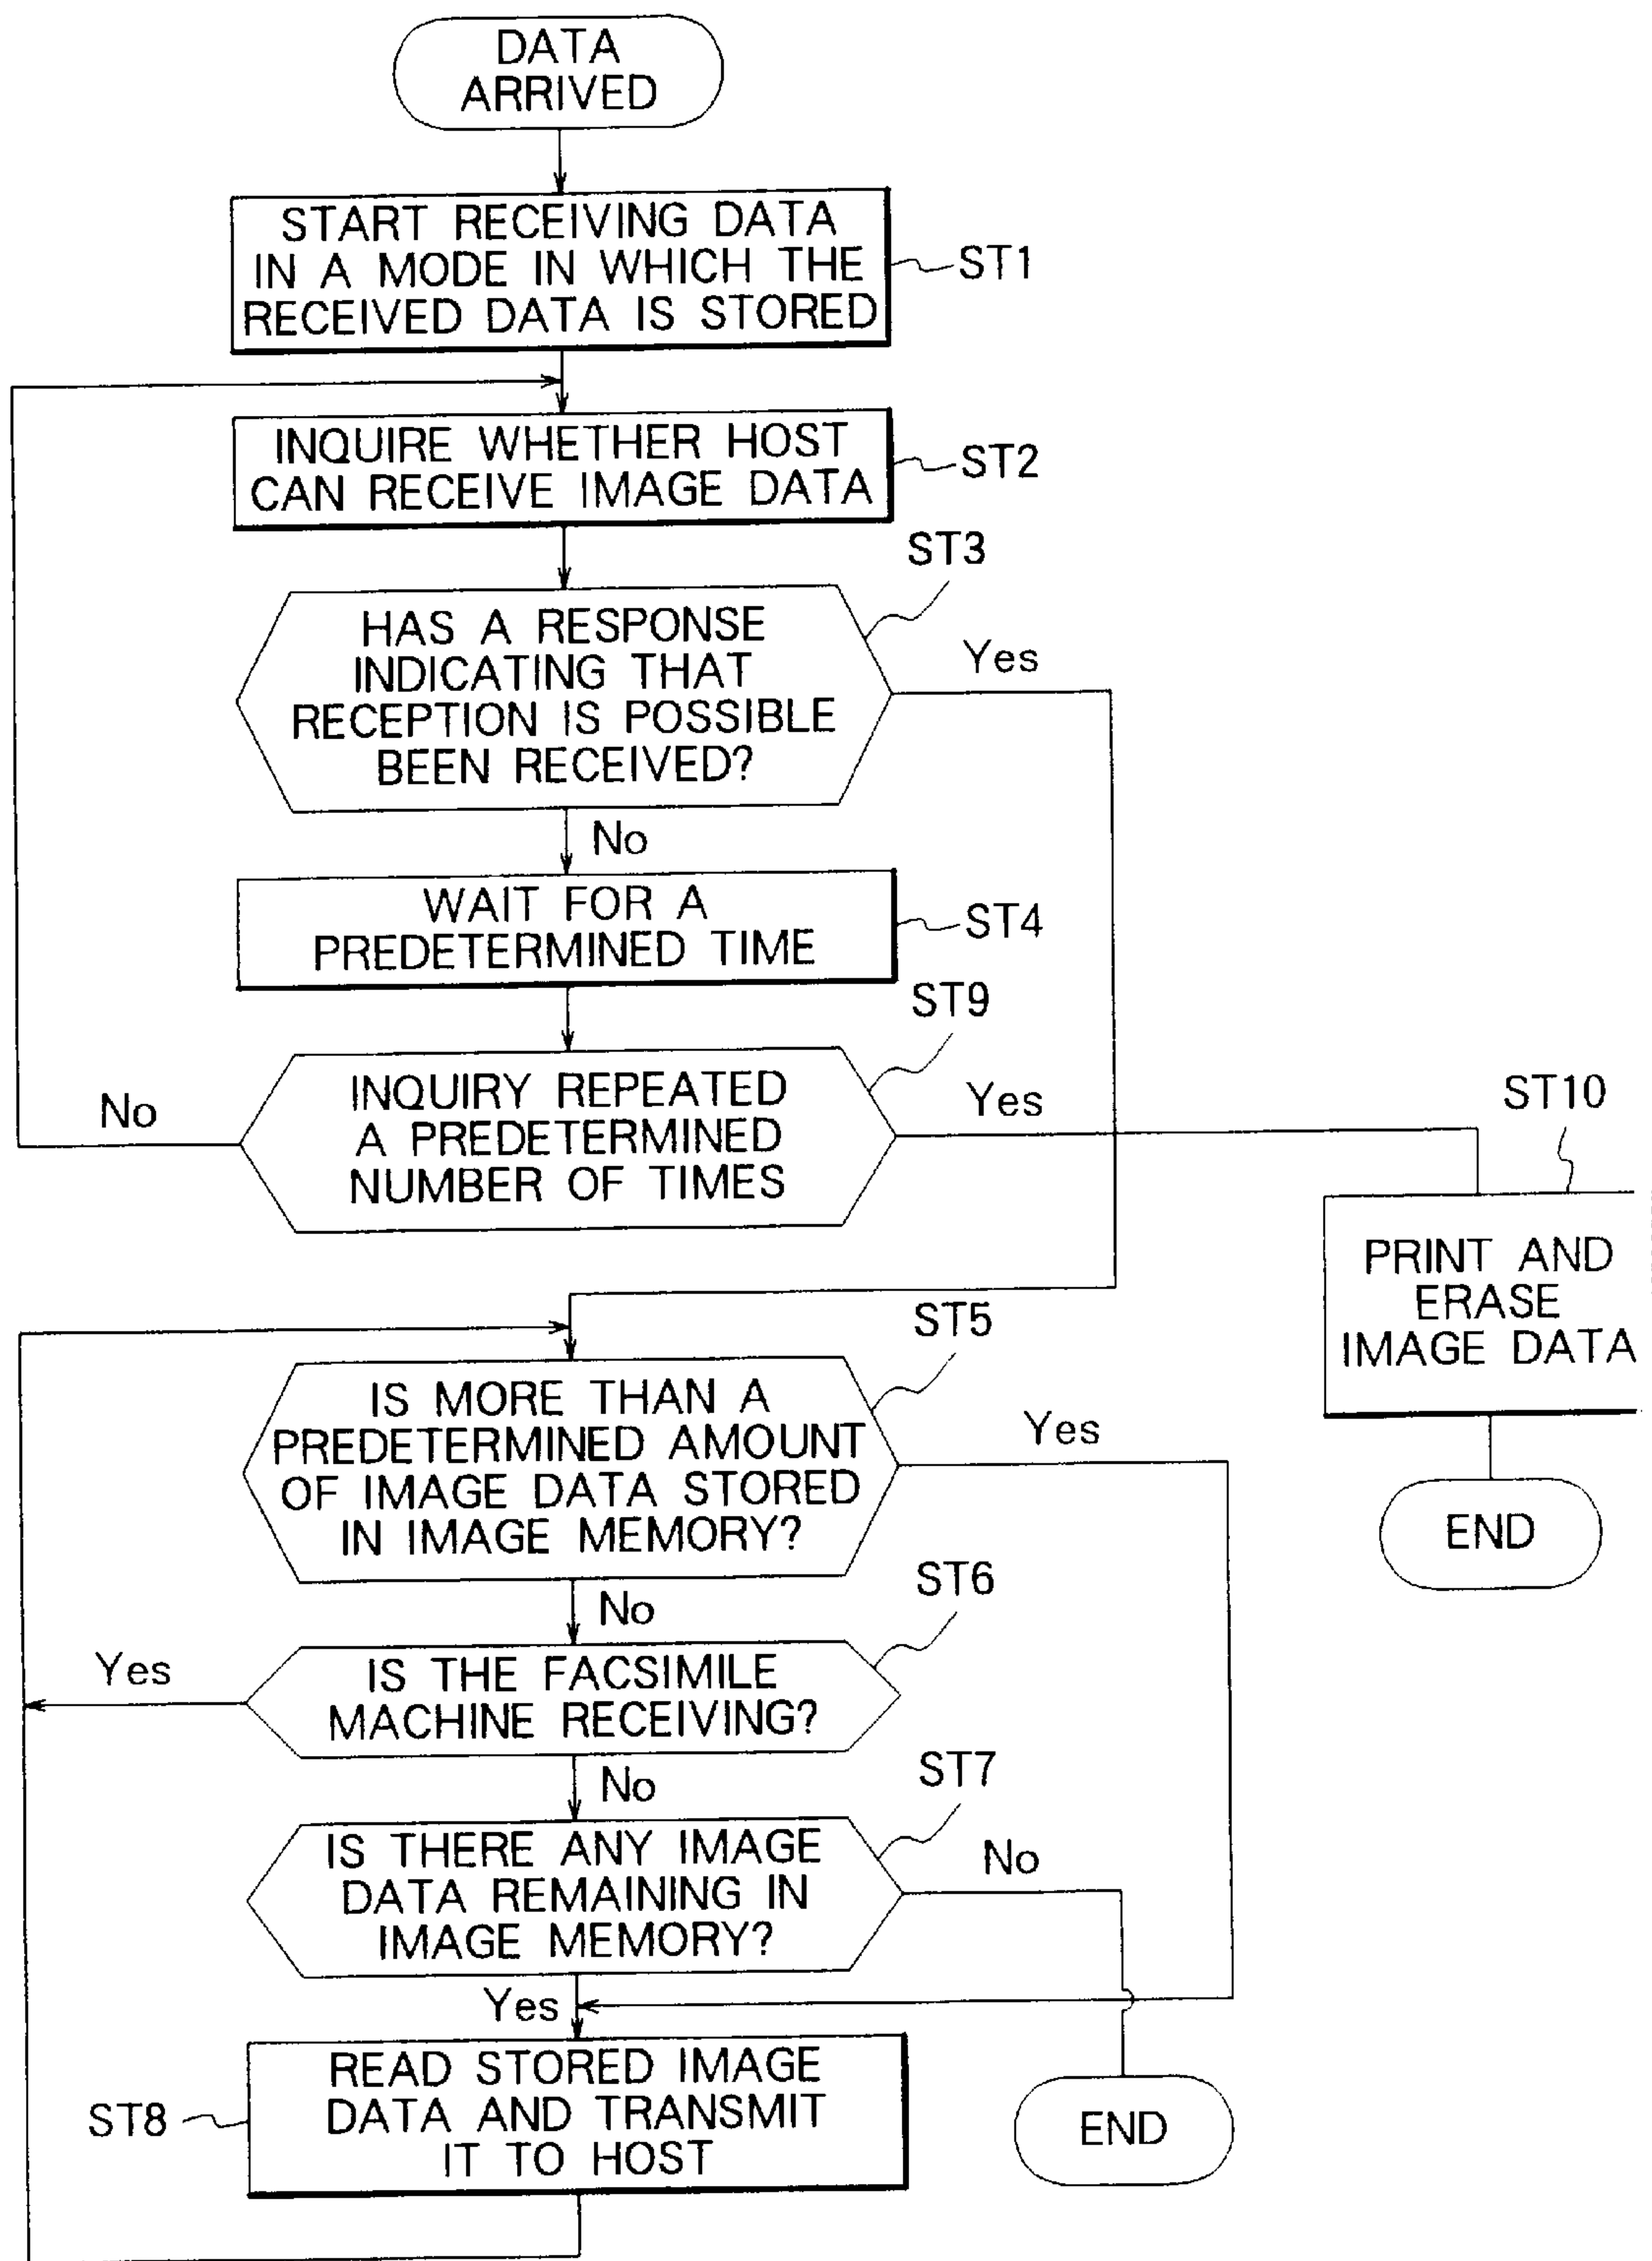 DATA
ARRIVED
START RECEIVING DATA
IN A MODE IN WHICH THE
RECEIVED DATA IS STORED
ST1
INQUIRE WHETHER HOST
CAN RECEIVE IMAGE DATA
ST2
ST3
HAS A RESPONSE
INDICATING THAT
RECEPTION IS POSSIBLE
BEEN RECEIVED?
Yes
No
WAIT FOR A
PREDETERMINED TIME
ST4
ST9
INQUIRY REPEATED
A PREDETERMINED
NUMBER OF TIMES
No
Yes
ST10
PRINT AND
ERASE
IMAGE DATA
END
ST5
IS MORE THAN A
PREDETERMINED AMOUNT
OF IMAGE DATA STORED
IN IMAGE MEMORY?
Yes
No
ST6
IS THE FACSIMILE
MACHINE RECEIVING?
Yes
No
ST7
IS THERE ANY IMAGE
DATA REMAINING IN
IMAGE MEMORY?
No
Yes
READ STORED IMAGE
DATA AND TRANSMIT
IT TO HOST
ST8
END